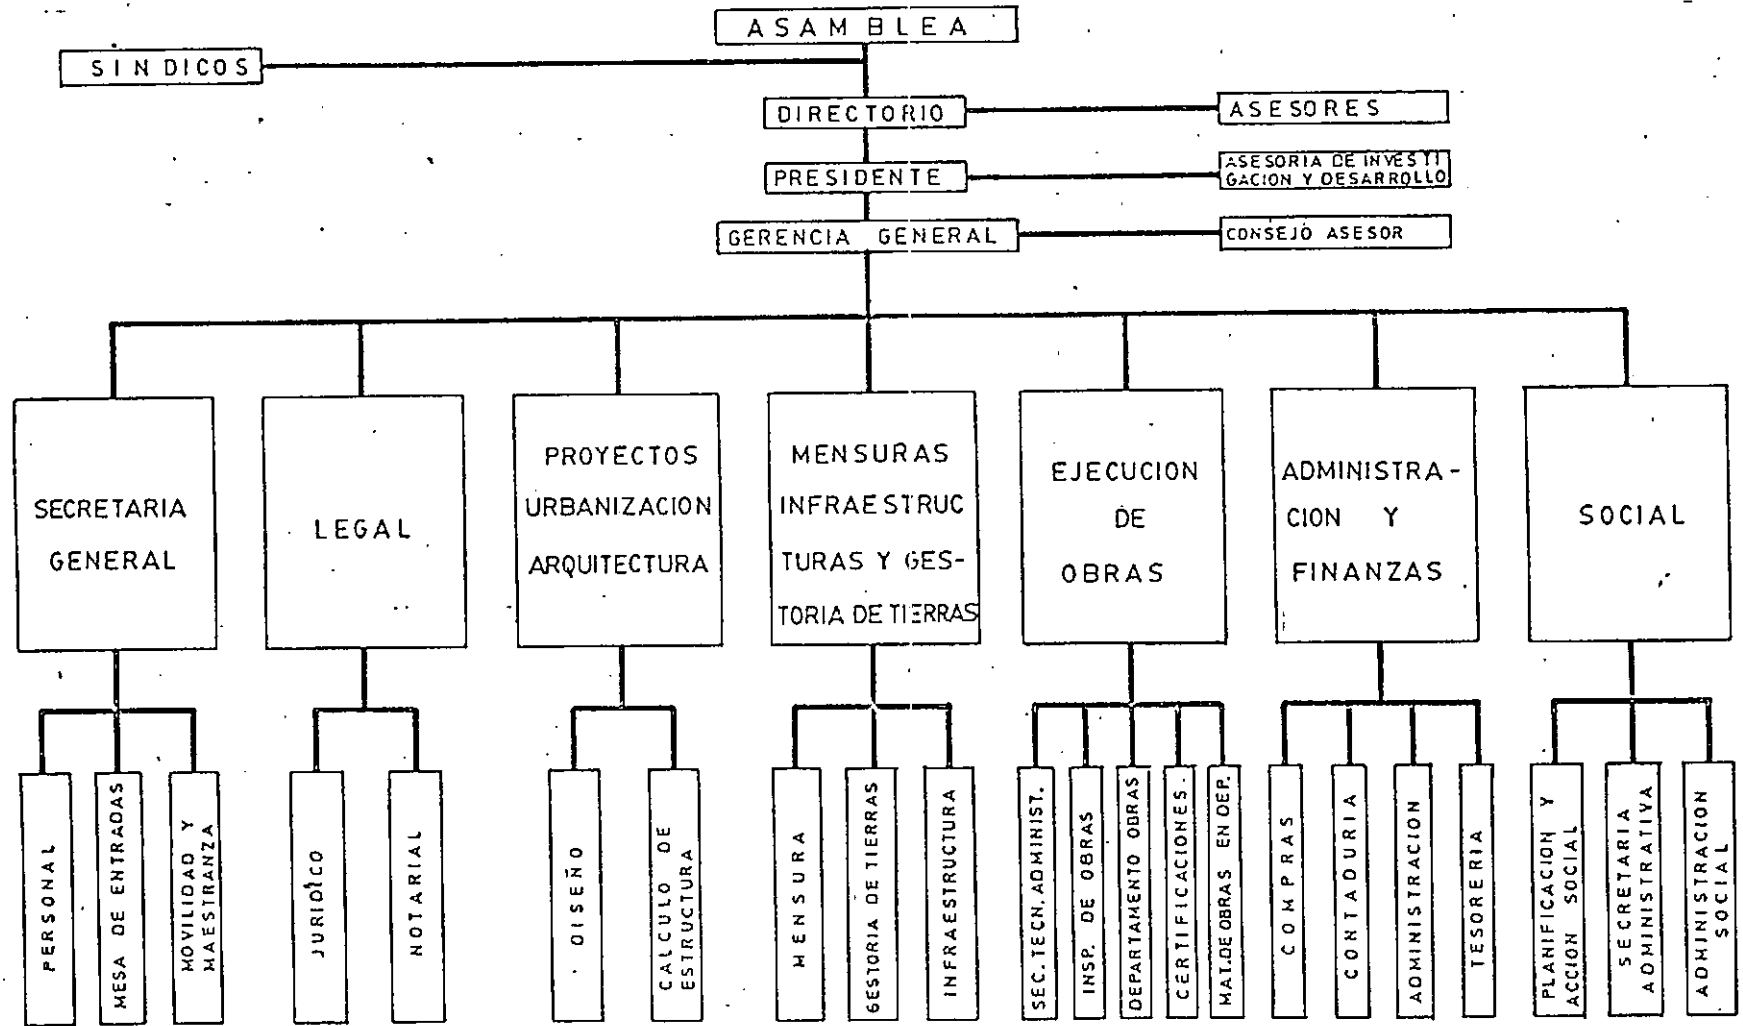 ASAMBLEA
SINDICOS
DIRECTORIO
ASESORES
PRESIDENTE
ASESORIA DE INVESTI
GACION Y DESARROLLO
GERENCIA GENERAL
CONSEJO ASESOR
SECRETARIA
GENERAL
LEGAL
PROYECTOS
URBANIZACION
ARQUITECTURA
MENSURAS
INFRAESTRUC
TURAS Y GES-
TORIA DE TIERRAS
EJECUCION
DE
OBRAS
ADMINISTRA-
CION Y
FINANZAS
SOCIAL
PERSONAL
MESA DE ENTRADAS
MOVILIDAD Y
MAESTRANZA
JURIDICO
NOTARIAL
DISEÑO
CALCULO DE
ESTRUCTURA
MENSURA
GESTORIA DE TIERRAS
INFRAESTRUCTURA
SEC.TECN.ADMINIST.
INSP. DE OBRAS
DEPARTAMENTO OBRAS
CERTIFICACIONES.
MAT.DE OBRAS EN DEP.
COMPRAS
CONTADURIA
ADMINISTRACION
TESORERIA
PLANIFICACION Y
ACCION SOCIAL
SECRETARIA
ADMINISTRATIVA
ADMINISTRACION
SOCIAL